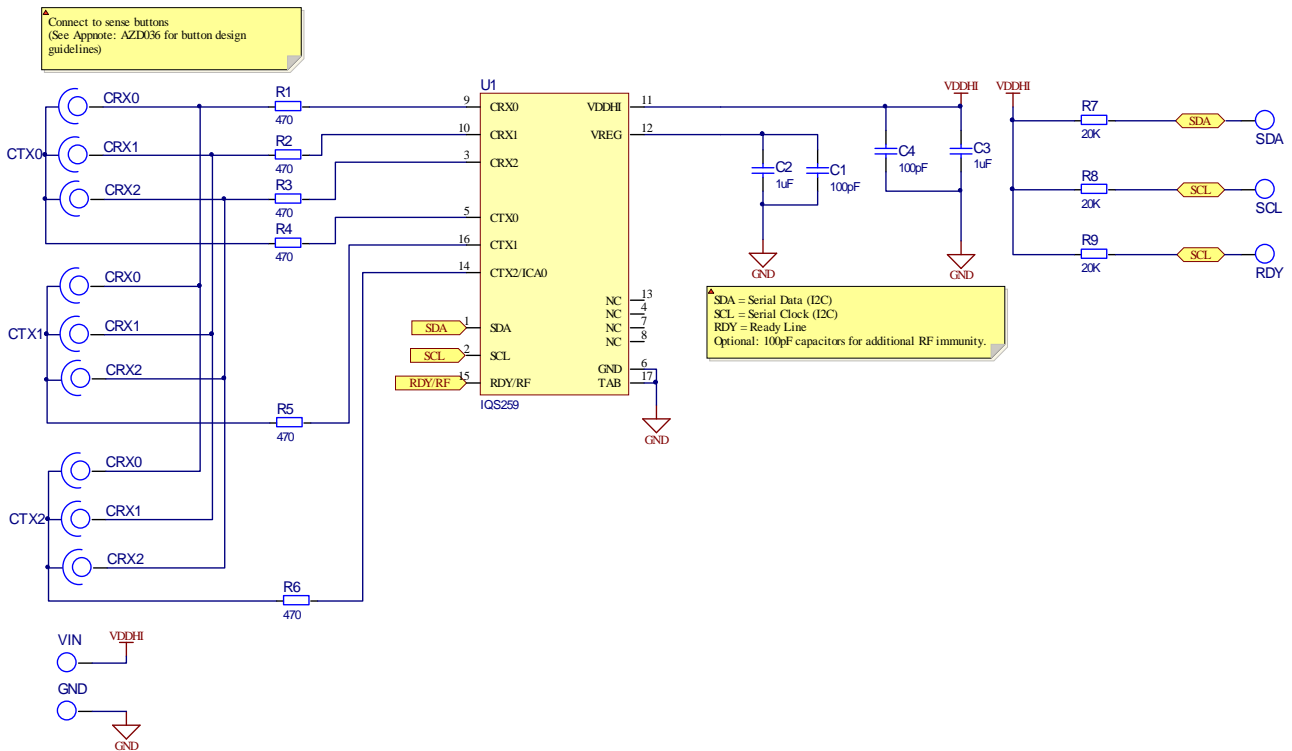 Connect to sense buttons
(See Appnote: AZD036 for button design
guidelines)
CRX0
CRX1
CTX0
CRX2
R1
470
R2
470
R3
470
R4
470
CRX0
CRX1
CTX1
CRX2
R5
470
CRX0
CRX1
CTX2
CRX2
R6
470
U1
9 CRX0
10 CRX1
3 CRX2
5 CTX0
16 CTX1
14 CTX2/ICA0
SDA 1 SDA
SCL 2 SCL
RDY/RF 15 RDY/RF
VDDHI 11
VREG 12
NC 13
NC 4
NC 7
NC 8
GND 6
TAB 17
IQS259
GND
C2
1uF
C1
100pF
GND
C4
100pF
C3
1uF
VDDHI
GND
VDDHI
R7
20K
SDA
SDA
R8
20K
SCL
SCL
R9
20K
SCL
RDY
SDA = Serial Data (I2C)
SCL = Serial Clock (I2C)
RDY = Ready Line
Optional: 100pF capacitors for additional RF immunity.
VIN
VDDHI
GND
GND